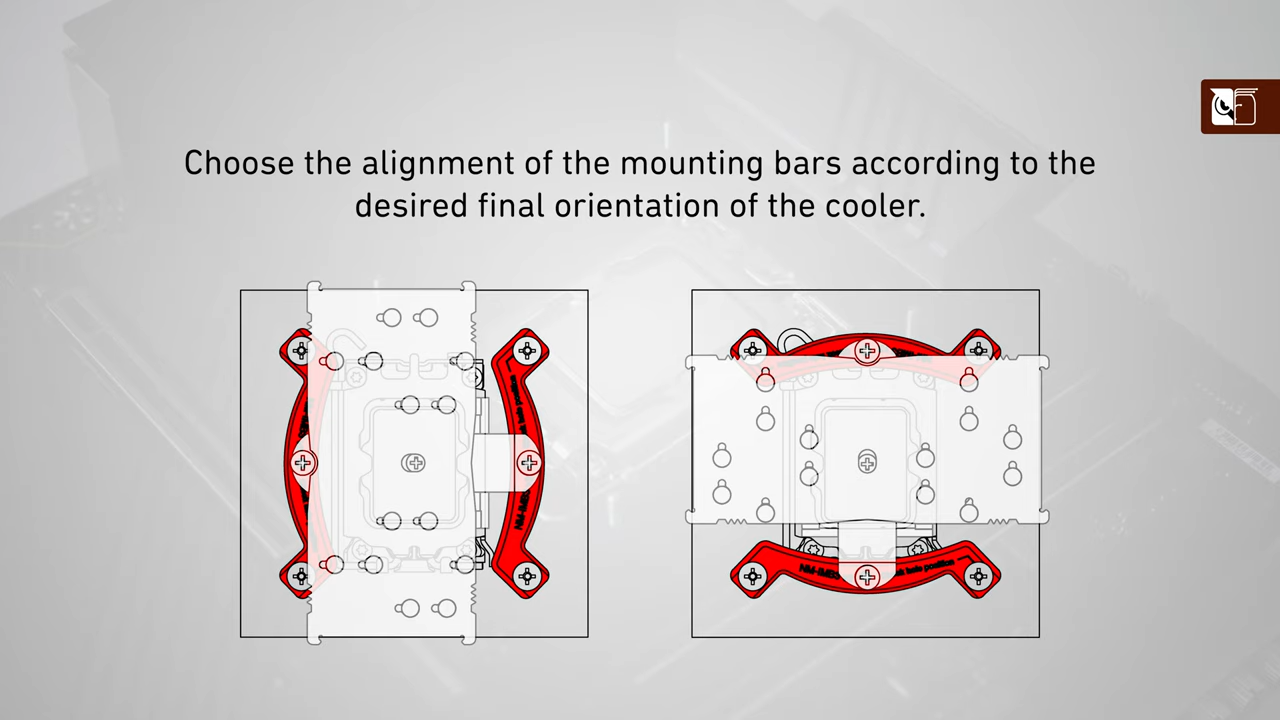 Choose the alignment of the mounting bars according to the
desired final orientation of the cooler.